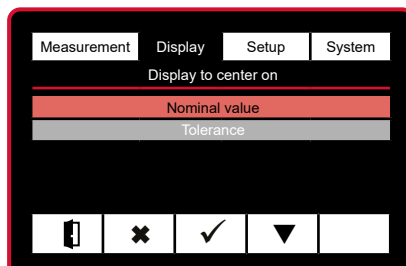 Measurement Display Setup System
Display to center on
Nominal value
Tolerance